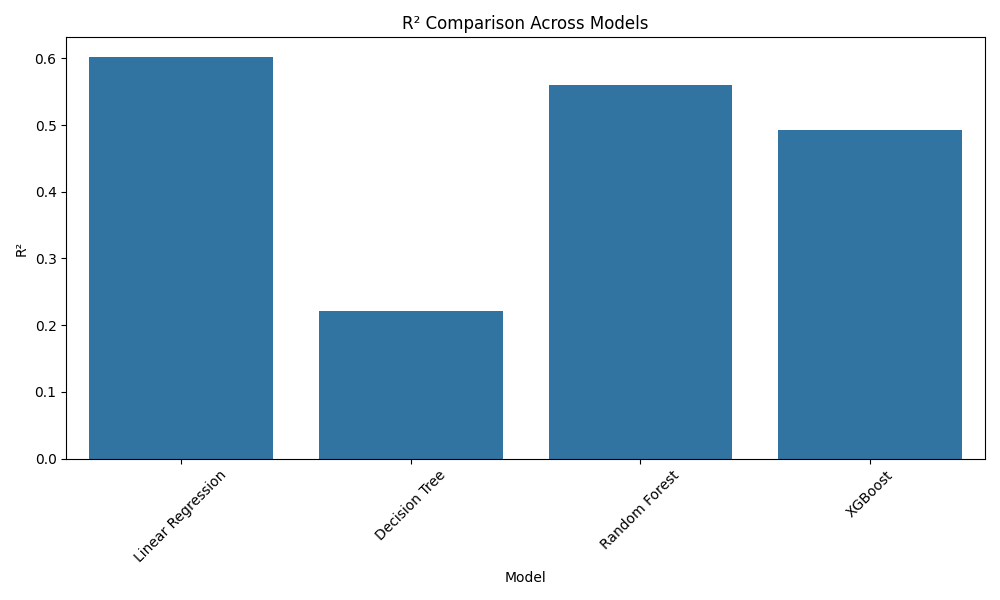 R² Comparison Across Models
R²
0.6
0.5
0.4
0.3
0.2
0.1
0.0
Linear Regression
Decision Tree
Random Forest
XGBoost
Model